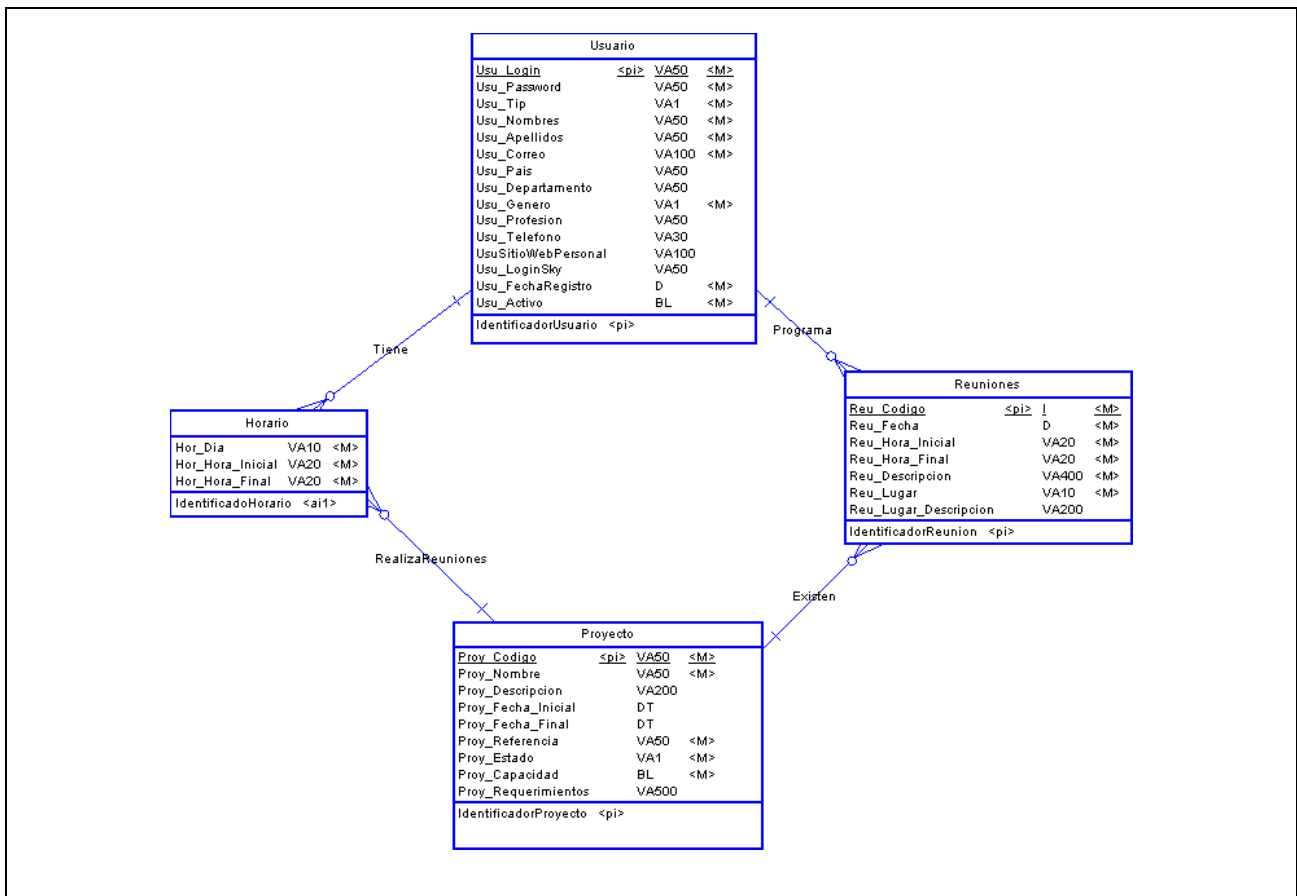 Usuario
Usu_Login <pi> VA50 <M>
Usu_Password VA50 <M>
Usu_Tip VA1 <M>
Usu_Nombres VA50 <M>
Usu_Apellidos VA50 <M>
Usu_Correo VA100 <M>
Usu_Pais VA50
Usu_Departamento VA50
Usu_Genero VA1 <M>
Usu_Profesion VA50
Usu_Telefono VA30
UsuSitioWebPersonal VA100
Usu_LoginSky VA50
Usu_FechaRegistro D <M>
Usu_Activo BL <M>
IdentificadorUsuario <pi>
Tiene
Programa
Horario
Hor_Dia VA10 <M>
Hor_Hora_Inicial VA20 <M>
Hor_Hora_Final VA20 <M>
IdentificadoHorario <ai1>
Reuniones
Reu_Codigo <pi> I <M>
Reu_Fecha D <M>
Reu_Hora_Inicial VA20 <M>
Reu_Hora_Final VA20 <M>
Reu_Descripcion VA400 <M>
Reu_Lugar VA10 <M>
Reu_Lugar_Descripcion VA200
IdentificadorReunion <pi>
RealizaReuniones
Existen
Proyecto
Proy_Codigo <pi> VA50 <M>
Proy_Nombre VA50 <M>
Proy_Descripcion VA200
Proy_Fecha_Inicial DT
Proy_Fecha_Final DT
Proy_Referencia VA50 <M>
Proy_Estado VA1 <M>
Proy_Capacidad BL <M>
Proy_Requerimientos VA500
IdentificadorProyecto <pi>